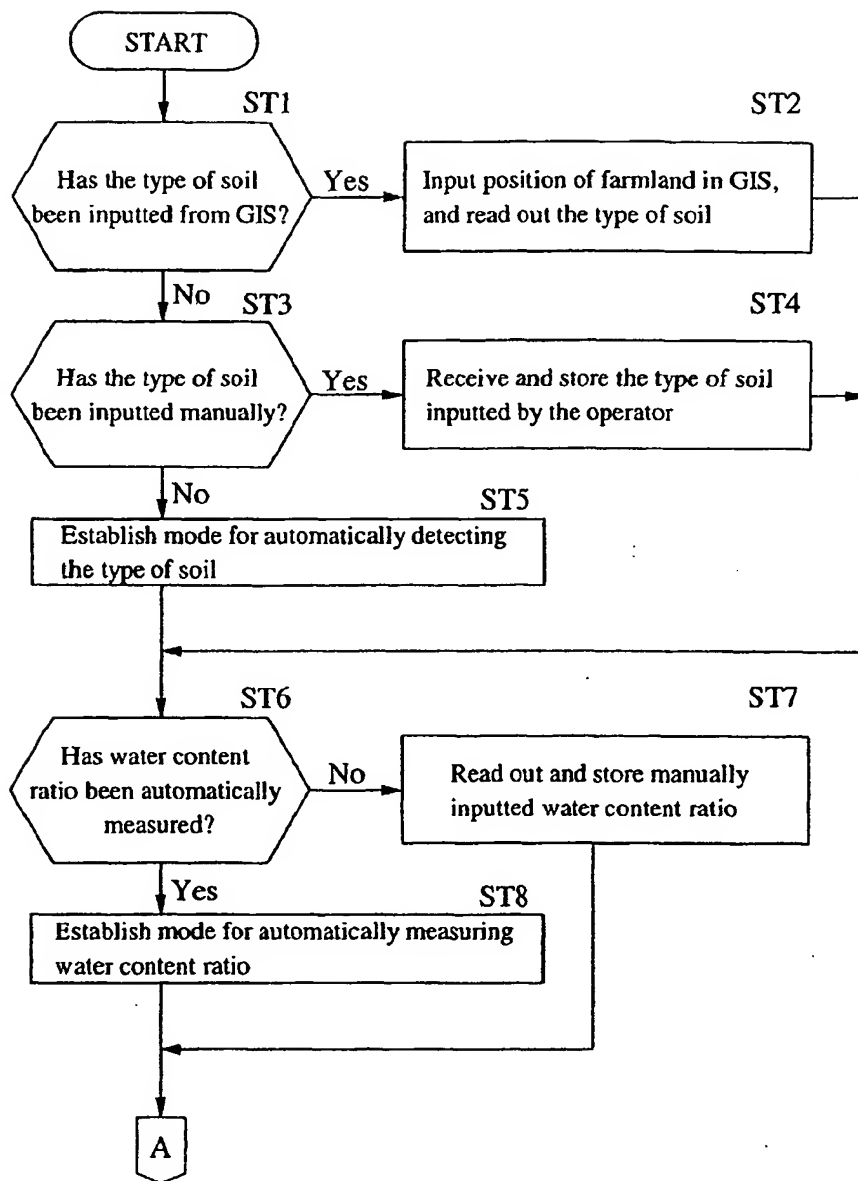 START
ST1
Has the type of soil
been inputted from GIS?
Yes
ST2
Input position of farmland in GIS,
and read out the type of soil
No
ST3
Has the type of soil
been inputted manually?
Yes
ST4
Receive and store the type of soil
inputted by the operator
No
ST5
Establish mode for automatically detecting
the type of soil
ST6
Has water content
ratio been automatically
measured?
No
ST7
Read out and store manually
inputted water content ratio
Yes
ST8
Establish mode for automatically measuring
water content ratio
A